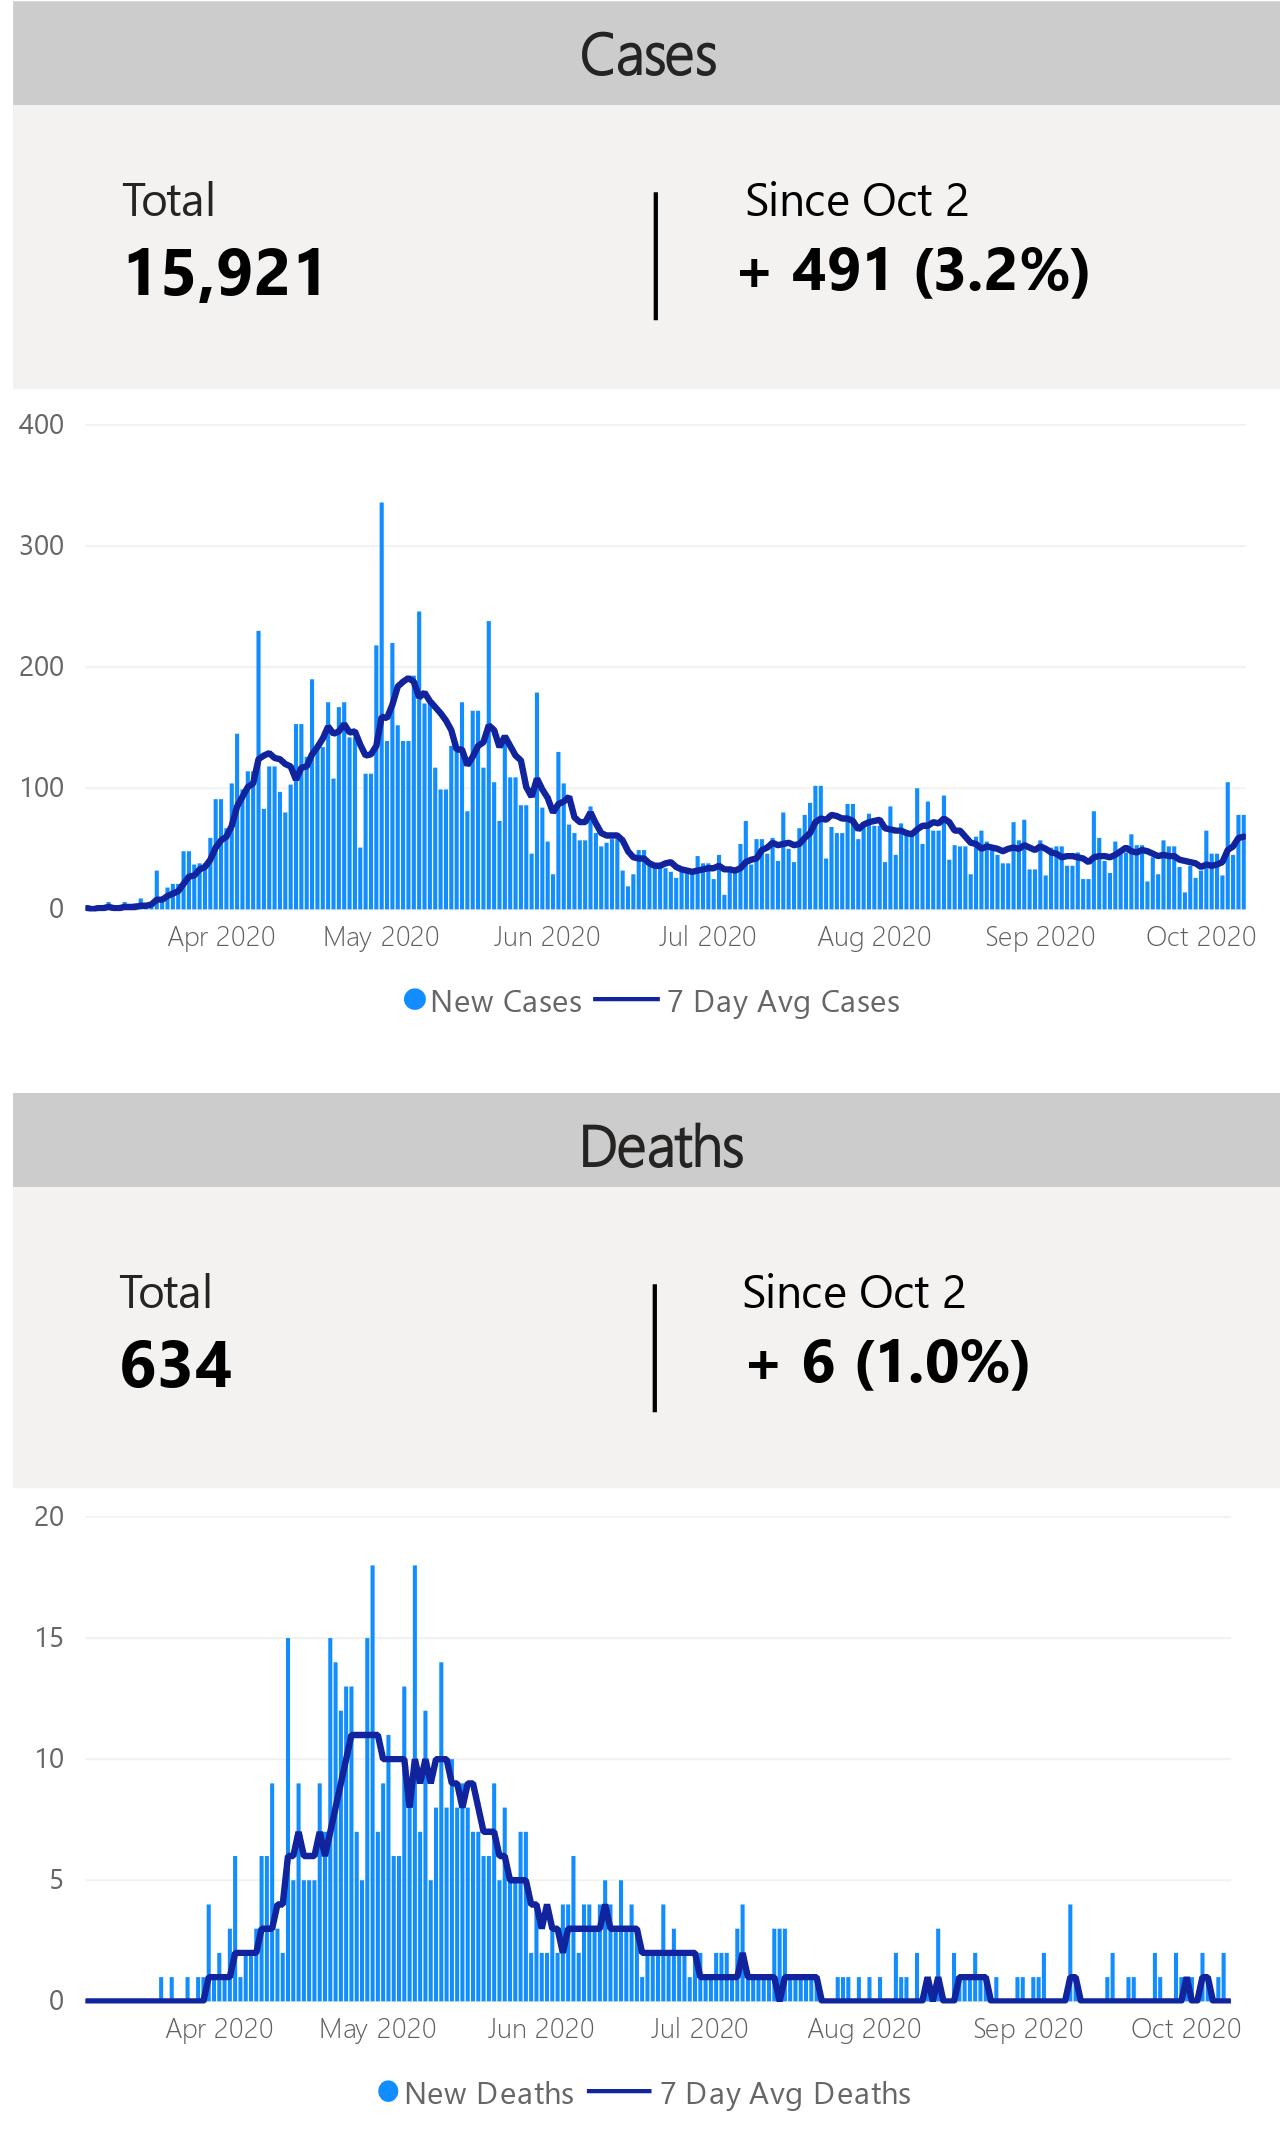 Cases
Total
Since Oct 2
15,921
+ 491 (3.2%)
400
300
200
100
0
Apr 2020 May 2020 Jun 2020 Jul 2020 Aug 2020 Sep 2020 Oct 2020
New Cases 7 Day Avg Cases
Deaths
Total
Since Oct 2
634
+ 6 (1.0%)
20
15
10
5
0
Apr 2020 May 2020 Jun 2020 Jul 2020 Aug 2020 Sep 2020 Oct 2020
New Deaths 7 Day Avg Deaths